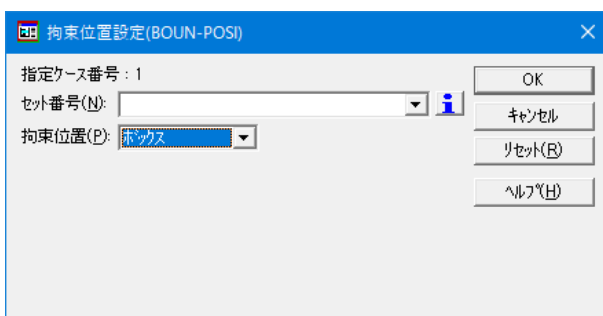 拘束位置設定(BOUN-POSI)
指定ケース番号 : 1
セット番号(N):
拘束位置(P): ボックス
OK
キャンセル
リセット(R)
ヘルプ(H)